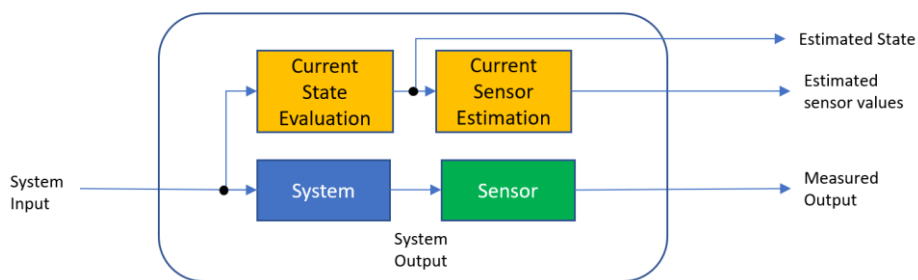 Estimated State
Current
State
Evaluation
Current
Sensor
Estimation
Estimated
sensor values
System
Input
System
Sensor
Measured
Output
System
Output